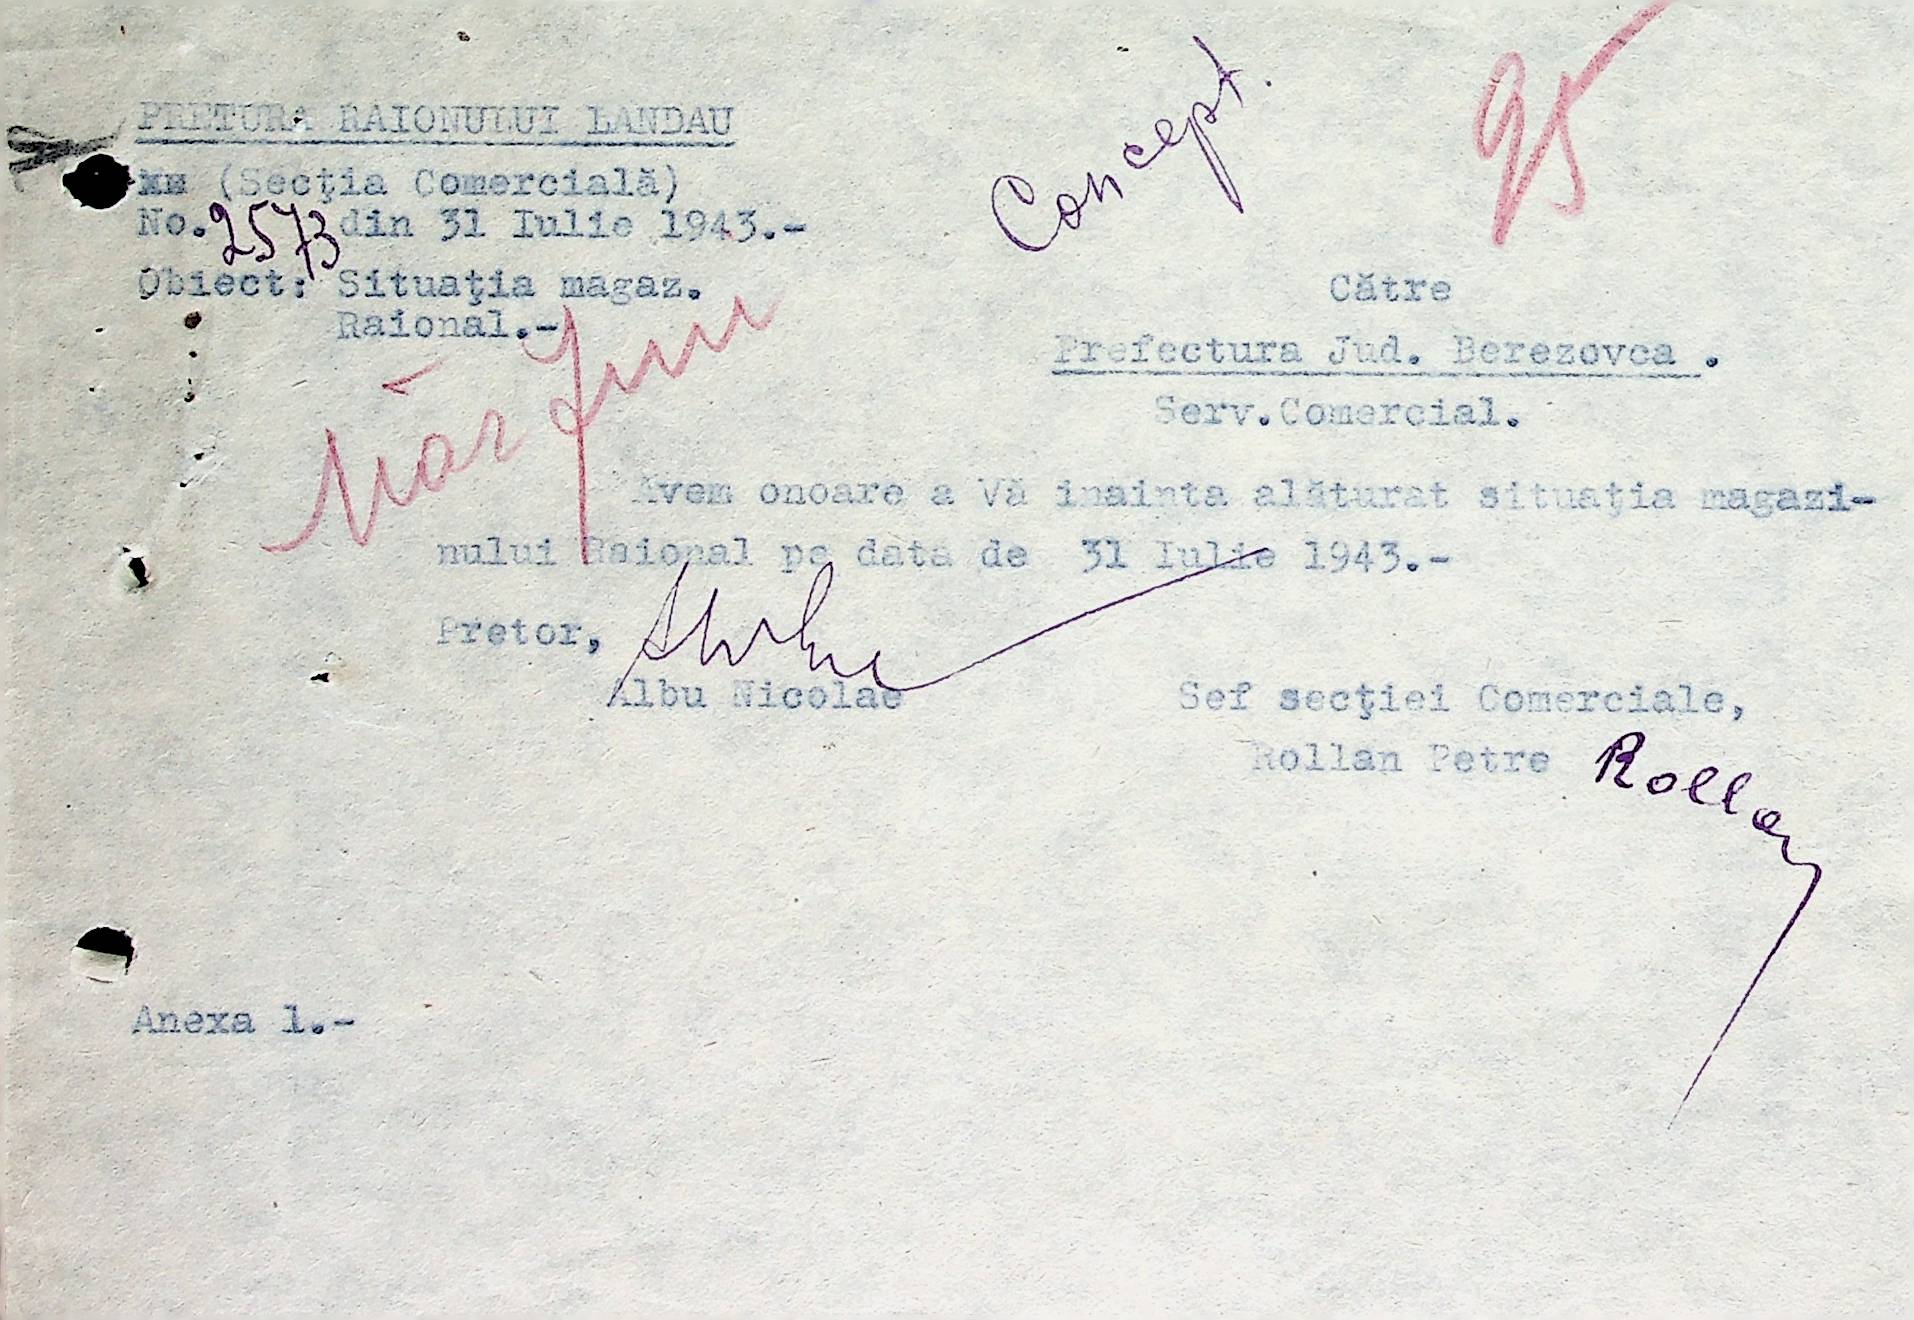 Concept.
95
PRETURA RAIONULUI LANDAU
(Secţia Comercială)
No. 2573 din 31 Iulie 1943.-
Obiect: Situaţia magaz.
Raional.-
Către
Prefectura Jud. Berezovca .
Serv.Comercial.
Avem onoare a Vă inainta alăturat situaţia magazi-
nului Raional pe data de 31 Iulie 1943.-
Pretor,
Albu Nicolae
Sef secţiei Comerciale,
Rollan Petre Rollan
Anexa 1.-